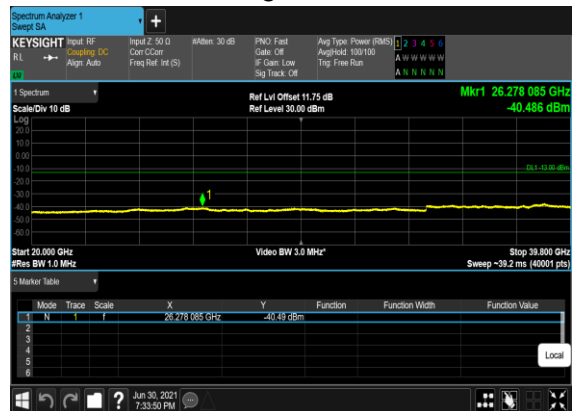 Spectrum Analyzer 1
Swept SA
KEYSIGHT
RL
Input: RF
Coupling: DC
Align: Auto
Input Z: 50 Ω
Corr CCorr
Freq Ref: Int (S)
#Atten: 30 dB
PNO: Fast
Gate: Off
IF Gain: Low
Sig Track: Off
Avg Type: Power (RMS)
Avg|Hold: 100/100
Trig: Free Run
1 2 3 4 5 6
A W W W W W
A N N N N N
1 Spectrum
Scale/Div 10 dB
Ref Lvl Offset 11.75 dB
Ref Level 30.00 dBm
Mkr1 26.278 085 GHz
-40.486 dBm
Log
20.0
10.0
0.00
-10.0
DL1 -13.00 dBm
-20.0
-30.0
1
-40.0
-50.0
-60.0
Start 20.000 GHz
#Res BW 1.0 MHz
Video BW 3.0 MHz*
Stop 39.800 GHz
Sweep ~39.2 ms (40001 pts)
5 Marker Table
Mode Trace Scale X Y Function Function Width Function Value
1 N 1 f 26.278 085 GHz -40.49 dBm
2
3
4
5
6
Local
?
Jun 30, 2021
7:33:50 PM